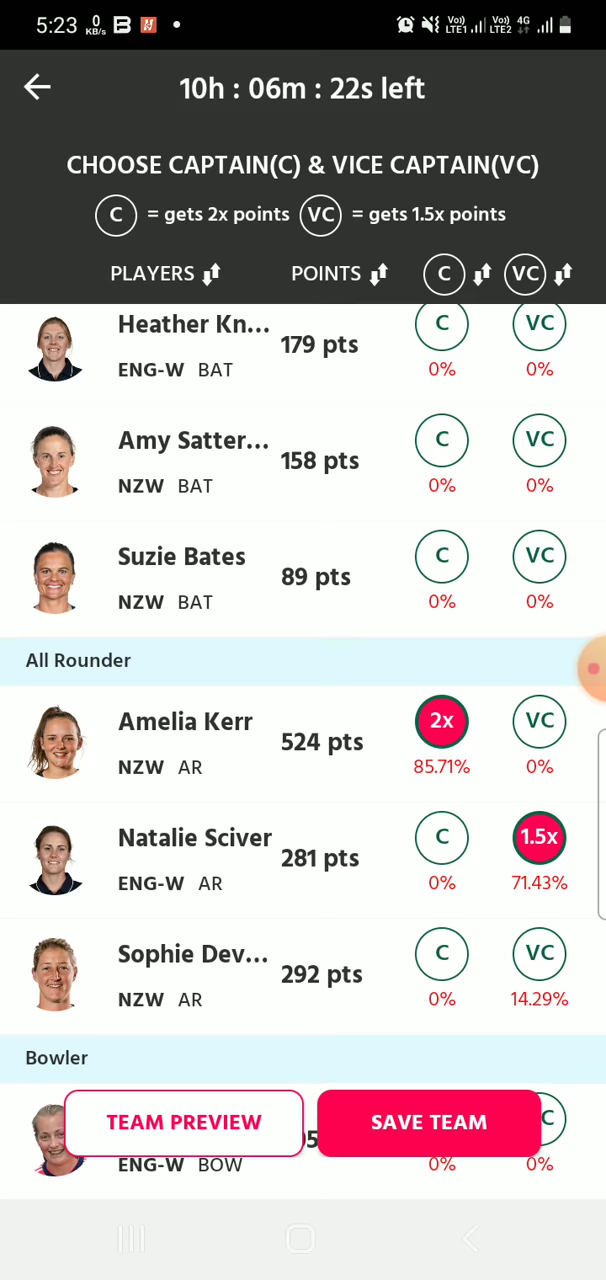 5:23 0 KB/s B Vo)) LTE1 Vo)) LTE2 4G
10h : 06m : 22s left
CHOOSE CAPTAIN(C) & VICE CAPTAIN(VC)
C = gets 2x points VC = gets 1.5x points
PLAYERS POINTS C VC
Heather Kn... 179 pts C VC
ENG-W BAT 0% 0%
Amy Satter... 158 pts C VC
NZW BAT 0% 0%
Suzie Bates 89 pts C VC
NZW BAT 0% 0%
All Rounder
Amelia Kerr 524 pts 2x VC
NZW AR 85.71% 0%
Natalie Sciver 281 pts C 1.5x
ENG-W AR 0% 71.43%
Sophie Dev... 292 pts C VC
NZW AR 0% 14.29%
Bowler
TEAM PREVIEW SAVE TEAM
ENG-W BOW 0% 0%